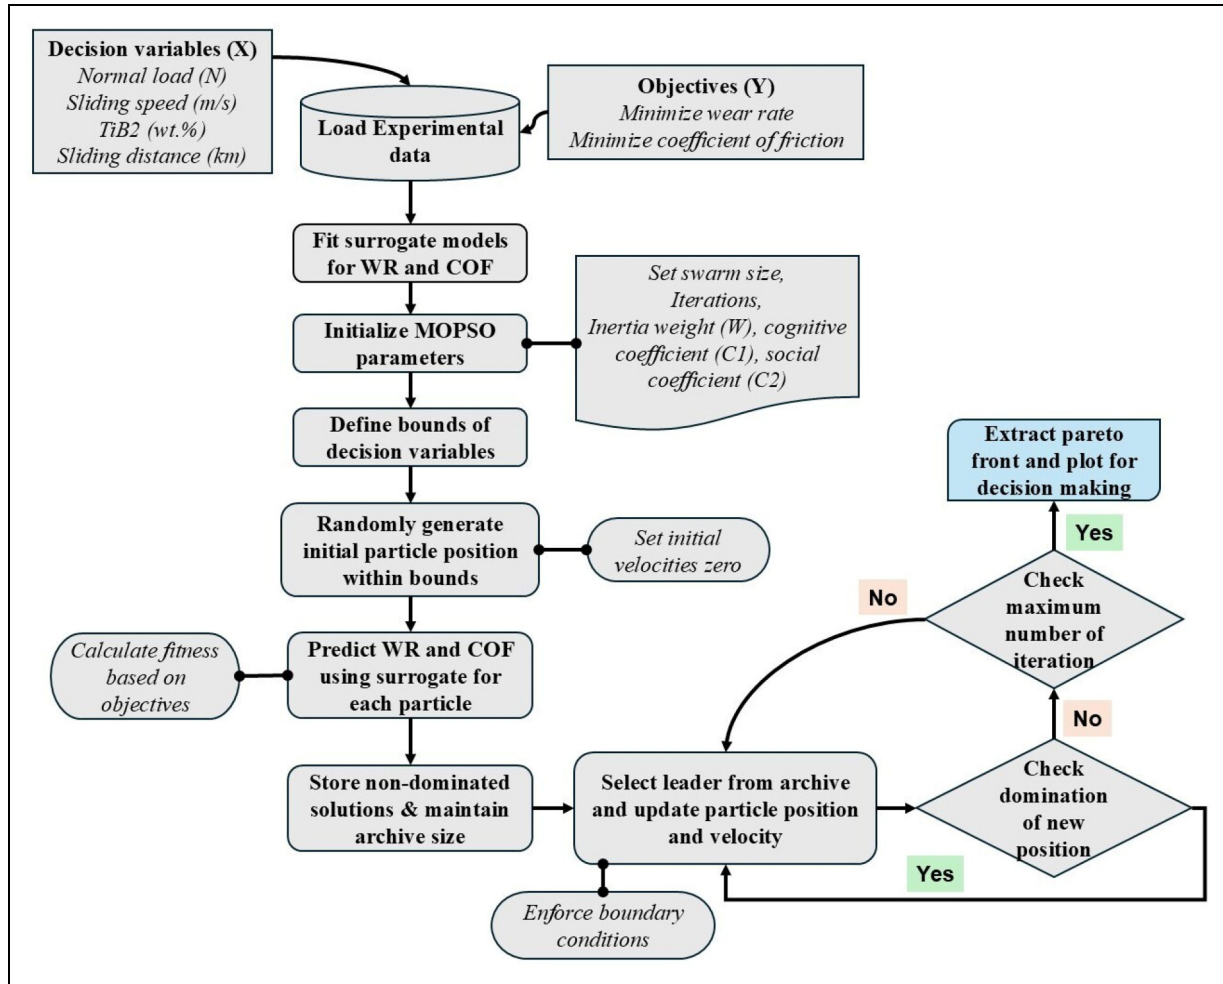 Decision variables (X)
Normal load (N)
Sliding speed (m/s)
TiB2 (wt.%)
Sliding distance (km)
Objectives (Y)
Minimize wear rate
Minimize coefficient of friction
Load Experimental
data
Fit surrogate models
for WR and COF
Initialize MOPSO
parameters
Set swarm size,
Iterations,
Inertia weight (W), cognitive
coefficient (C1), social
coefficient (C2)
Define bounds of
decision variables
Randomly generate
initial particle position
within bounds
Set initial
velocities zero
Predict WR and COF
using surrogate for
each particle
Calculate fitness
based on
objectives
Store non-dominated
solutions & maintain
archive size
Select leader from archive
and update particle position
and velocity
Enforce boundary
conditions
Check
domination
of new
position
Yes
No
Check
maximum
number of
iteration
No
Yes
Extract pareto
front and plot for
decision making